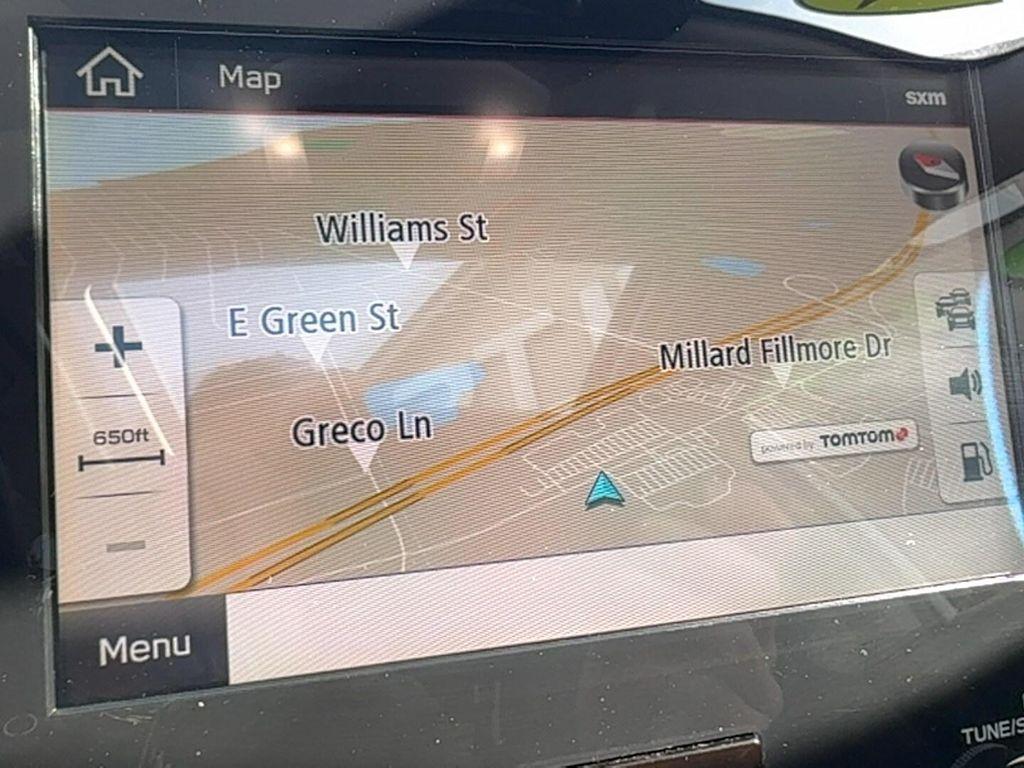 Map
sxm
Williams St
E Green St
Millard Fillmore Dr
Greco Ln
650ft
powered by TOMTOM
Menu
TUNE/S